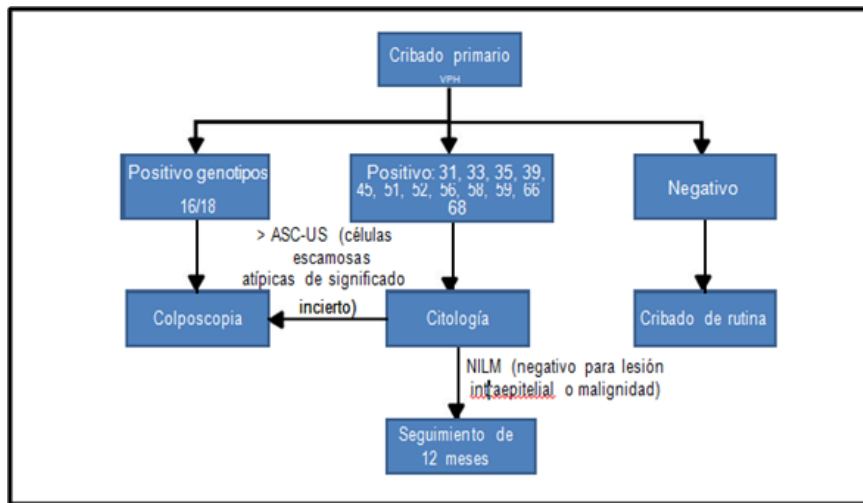 Cribado primario
VPH
Positivo genotipos
16/18
Positivo: 31, 33, 35, 39,
45, 51, 52, 56, 58, 59, 66
68
Negativo
> ASC-US (células
escamosas
atípicas de significado
incierto)
Colposcopia
Citología
Cribado de rutina
NILM (negativo para lesión
intraepitelial o malignidad)
Seguimiento de
12 meses